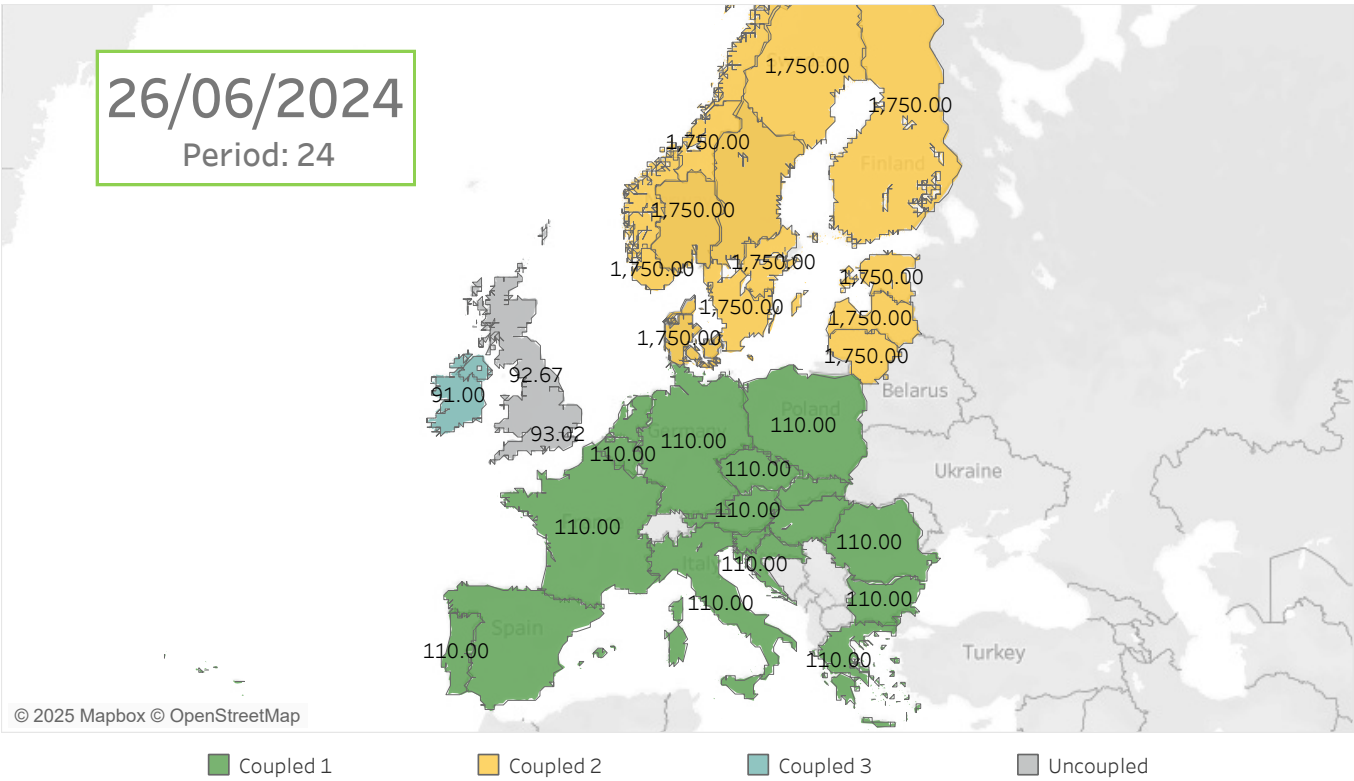 26/06/2024
Period: 24
1,750.00
1,750.00
1,750.00
Finland
1,750.00
1,750.00
1,750.00
1,750.00
1,750.00
1,750.00
1,750.00
1,750.00
92.67
91.00
Belarus
Poland
110.00
93.02
Germany
110.00
110.00
110.00
Ukraine
110.00
110.00
110.00
Italy
110.00
110.00
110.00
Spain
110.00
Turkey
110.00
© 2025 Mapbox © OpenStreetMap
Coupled 1
Coupled 2
Coupled 3
Uncoupled